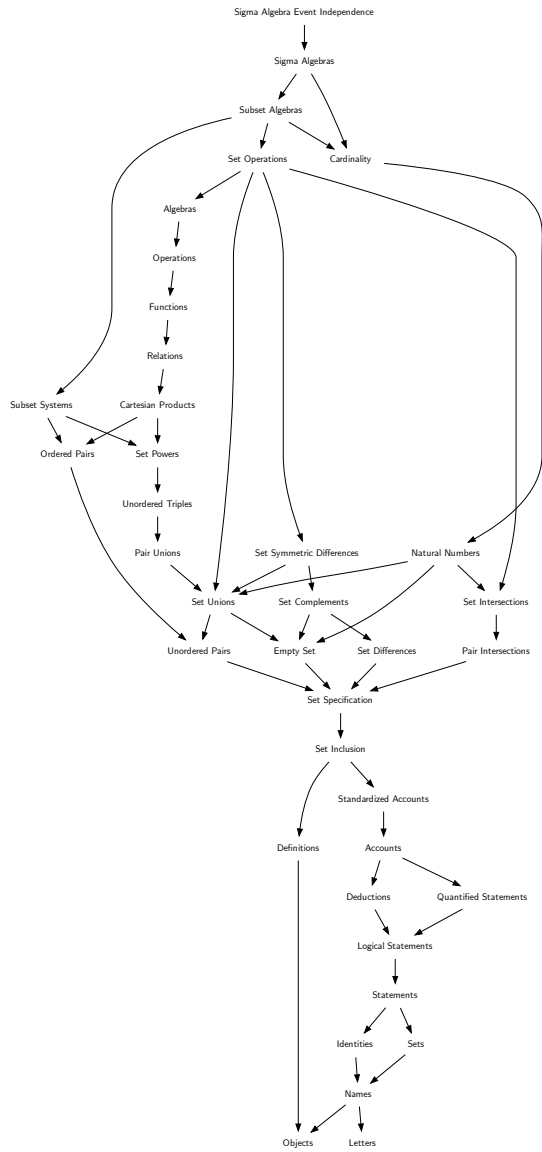 Sigma Algebra Event Independence
Sigma Algebras
Subset Algebras
Set Operations
Cardinality
Algebras
Operations
Functions
Relations
Subset Systems
Cartesian Products
Ordered Pairs
Set Powers
Unordered Triples
Pair Unions
Set Symmetric Differences
Natural Numbers
Set Unions
Set Complements
Set Intersections
Unordered Pairs
Empty Set
Set Differences
Pair Intersections
Set Specification
Set Inclusion
Standardized Accounts
Definitions
Accounts
Deductions
Quantified Statements
Logical Statements
Statements
Identities
Sets
Names
Objects
Letters